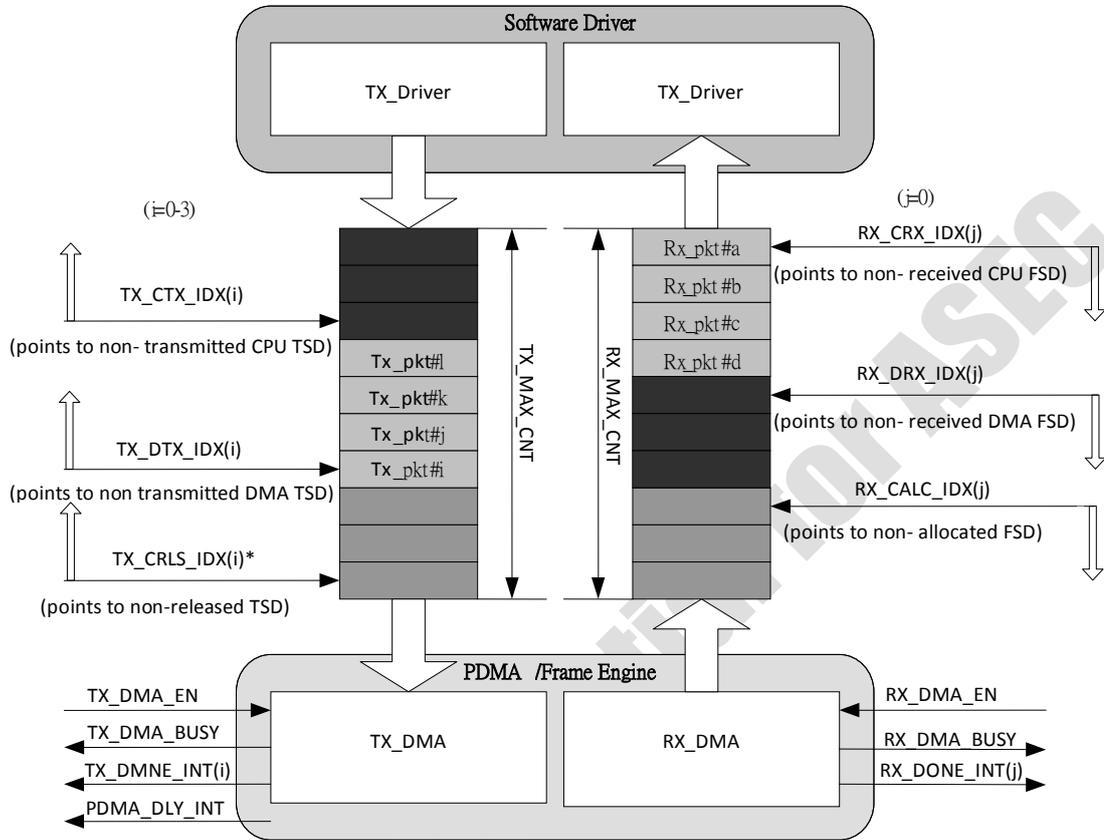 Software Driver
TX_Driver
TX_Driver
(i=0-3)
(j=0)
TX_CTX_IDX(i)
(points to non- transmitted CPU TSD)
TX_DTX_IDX(i)
(points to non transmitted DMA TSD)
TX_CRLS_IDX(i)*
(points to non-released TSD)
Tx_pkt#l
Tx_pkt#k
Tx_pkt#j
Tx_pkt#i
TX_MAX_CNT
RX_MAX_CNT
Rx_pkt#a
Rx_pkt#b
Rx_pkt#c
Rx_pkt#d
RX_CRX_IDX(j)
(points to non- received CPU FSD)
RX_DRX_IDX(j)
(points to non- received DMA FSD)
RX_CALC_IDX(j)
(points to non- allocated FSD)
PDMA /Frame Engine
TX_DMA_EN
TX_DMA_BUSY
TX_DMNE_INT(i)
PDMA_DLY_INT
TX_DMA
RX_DMA
RX_DMA_EN
RX_DMA_BUSY
RX_DONE_INT(j)
for ASEC